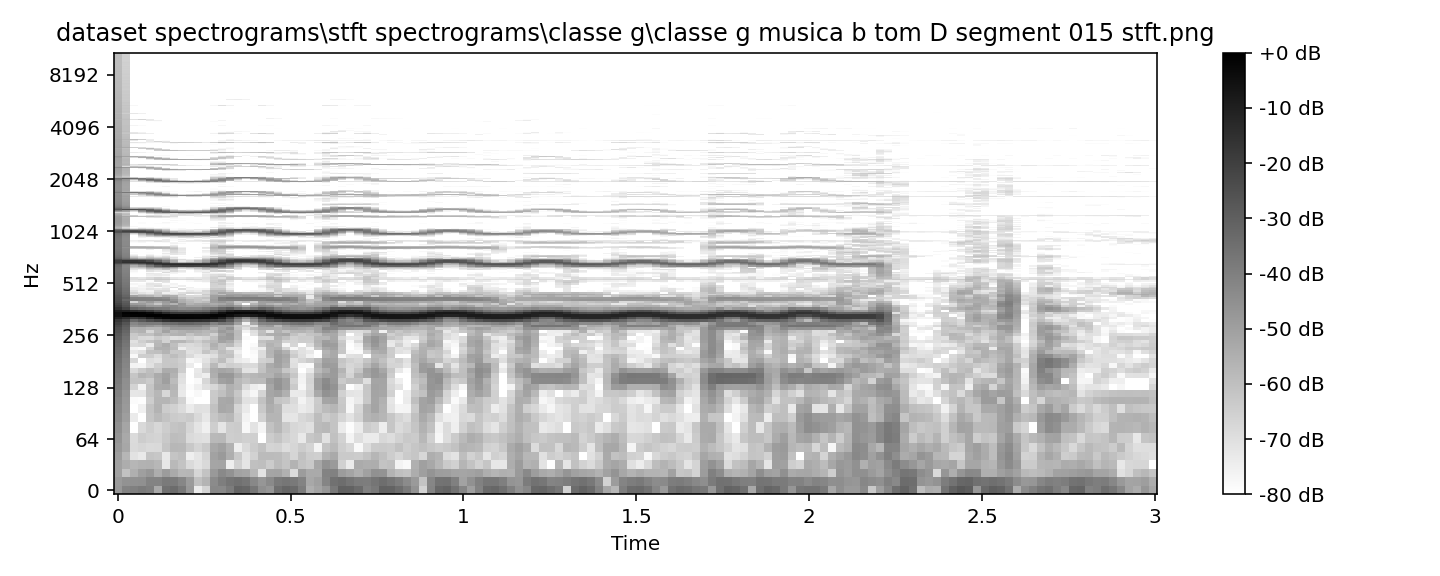 dataset spectrograms\stft spectrograms\classe g\classe g musica b tom D segment 015 stft.png
8192
4096
2048
1024
512
256
128
64
0
Hz
0
0.5
1
1.5
2
2.5
3
Time
+0 dB
-10 dB
-20 dB
-30 dB
-40 dB
-50 dB
-60 dB
-70 dB
-80 dB